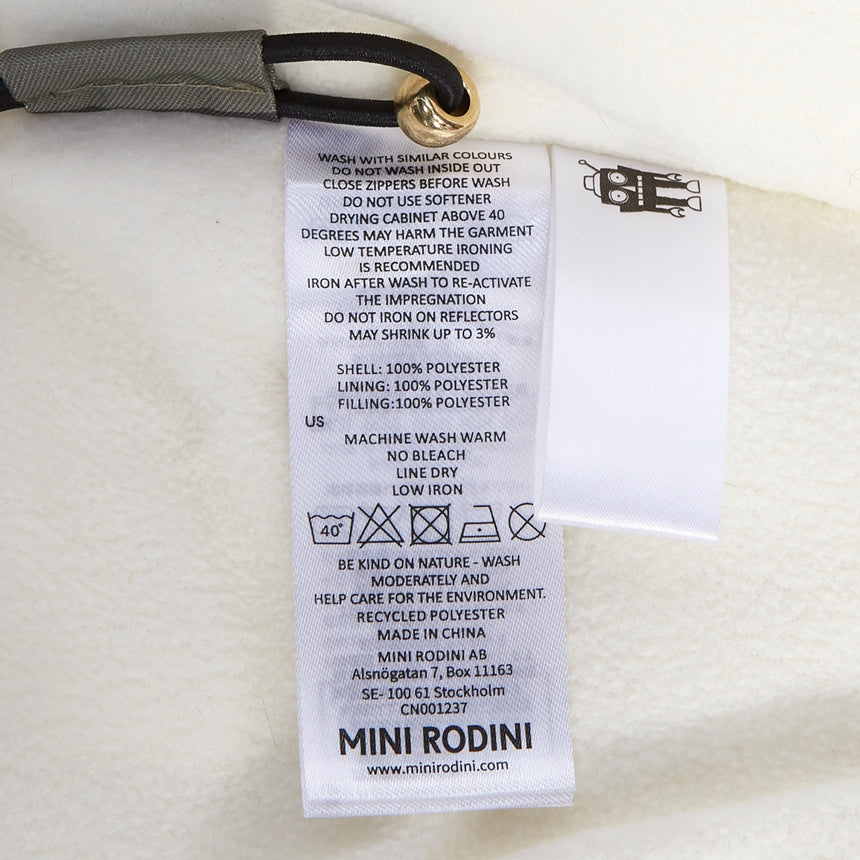 WASH WITH SIMILAR COLOURS
DO NOT WASH INSIDE OUT
CLOSE ZIPPERS BEFORE WASH
DO NOT USE SOFTENER
DRYING CABINET ABOVE 40
DEGREES MAY HARM THE GARMENT
LOW TEMPERATURE IRONING
IS RECOMMENDED
IRON AFTER WASH TO RE-ACTIVATE
THE IMPREGNATION
DO NOT IRON ON REFLECTORS
MAY SHRINK UP TO 3%
SHELL: 100% POLYESTER
LINING: 100% POLYESTER
FILLING:100% POLYESTER
US
MACHINE WASH WARM
NO BLEACH
LINE DRY
LOW IRON
40°
BE KIND ON NATURE - WASH
MODERATELY AND
HELP CARE FOR THE ENVIRONMENT.
RECYCLED POLYESTER
MADE IN CHINA
MINI RODINI AB
Alsnögatan 7, Box 11163
SE- 100 61 Stockholm
CN001237
MINI RODINI
www.minirodini.com